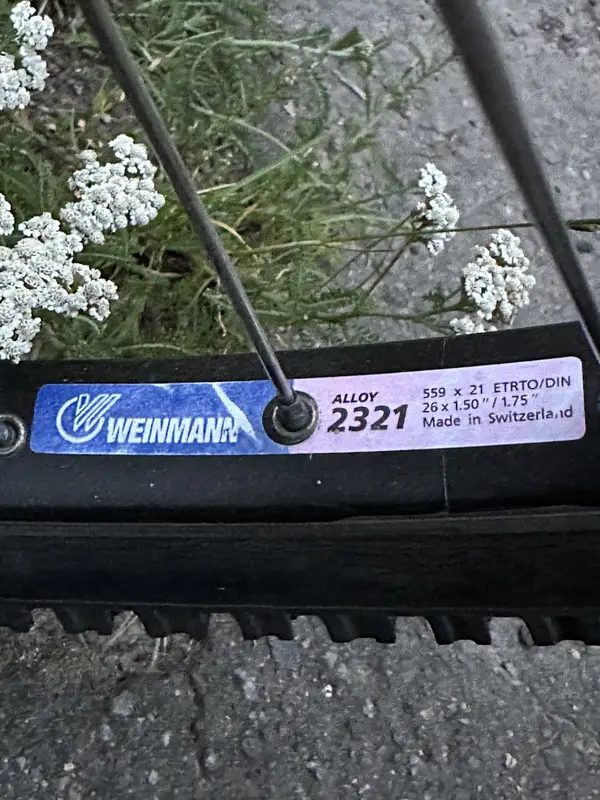 WEINMANN
ALLOY
2321
559 x 21 ETRTO/DIN
26 x 1.50 " / 1.75 "
Made in Switzerland